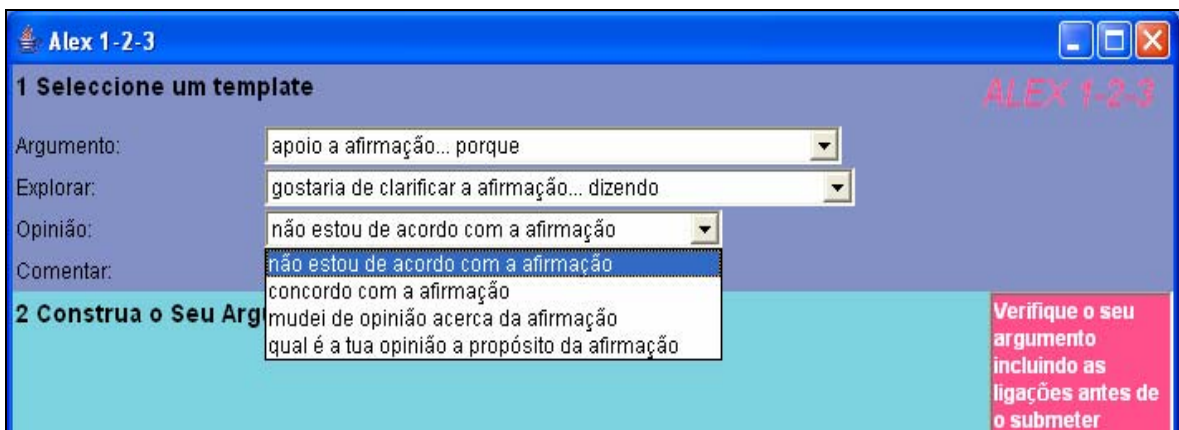 Alex 1-2-3
1 Seleccione um template
ALEX 1-2-3
Argumento:
apoio a afirmação... porque
Explorar:
gostaria de clarificar a afirmação... dizendo
Opinião:
não estou de acordo com a afirmação
não estou de acordo com a afirmação
Comentar:
concordo com a afirmação
mudei de opinião acerca da afirmação
qual é a tua opinião a propósito da afirmação
2 Construa o Seu Arg
Verifique o seu
argumento
incluindo as
ligações antes de
o submeter